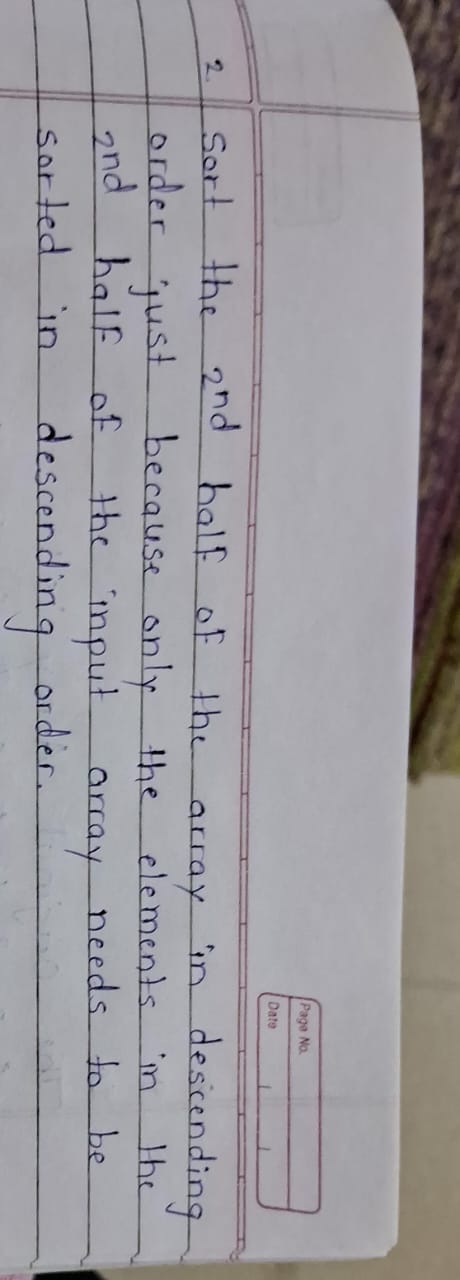 Page No.
Date
2. Sort the 2nd half of the array in descending
order just because only the elements in the
2nd half of the input array needs to be
sorted in descending order.